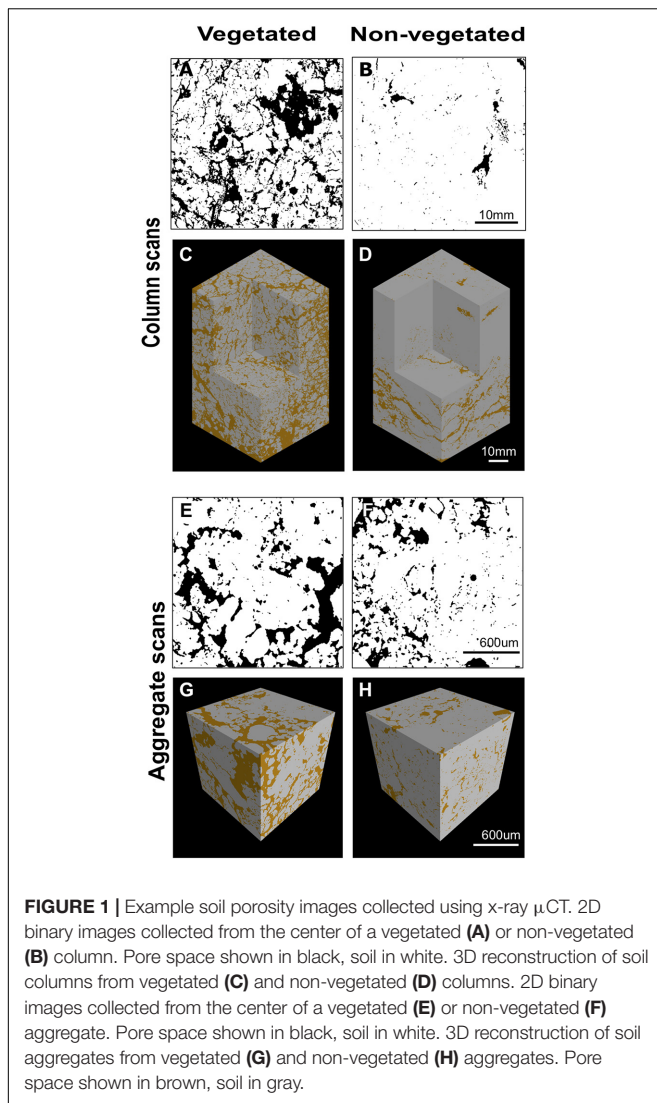 Vegetated Non-vegetated
A B
10mm
Column scans
C D
10mm
E F
600um
Aggregate scans
G H
600um
FIGURE 1 | Example soil porosity images collected using x-ray μCT. 2D
binary images collected from the center of a vegetated (A) or non-vegetated
(B) column. Pore space shown in black, soil in white. 3D reconstruction of soil
columns from vegetated (C) and non-vegetated (D) columns. 2D binary
images collected from the center of a vegetated (E) or non-vegetated (F)
aggregate. Pore space shown in black, soil in white. 3D reconstruction of soil
aggregates from vegetated (G) and non-vegetated (H) aggregates. Pore
space shown in brown, soil in gray.